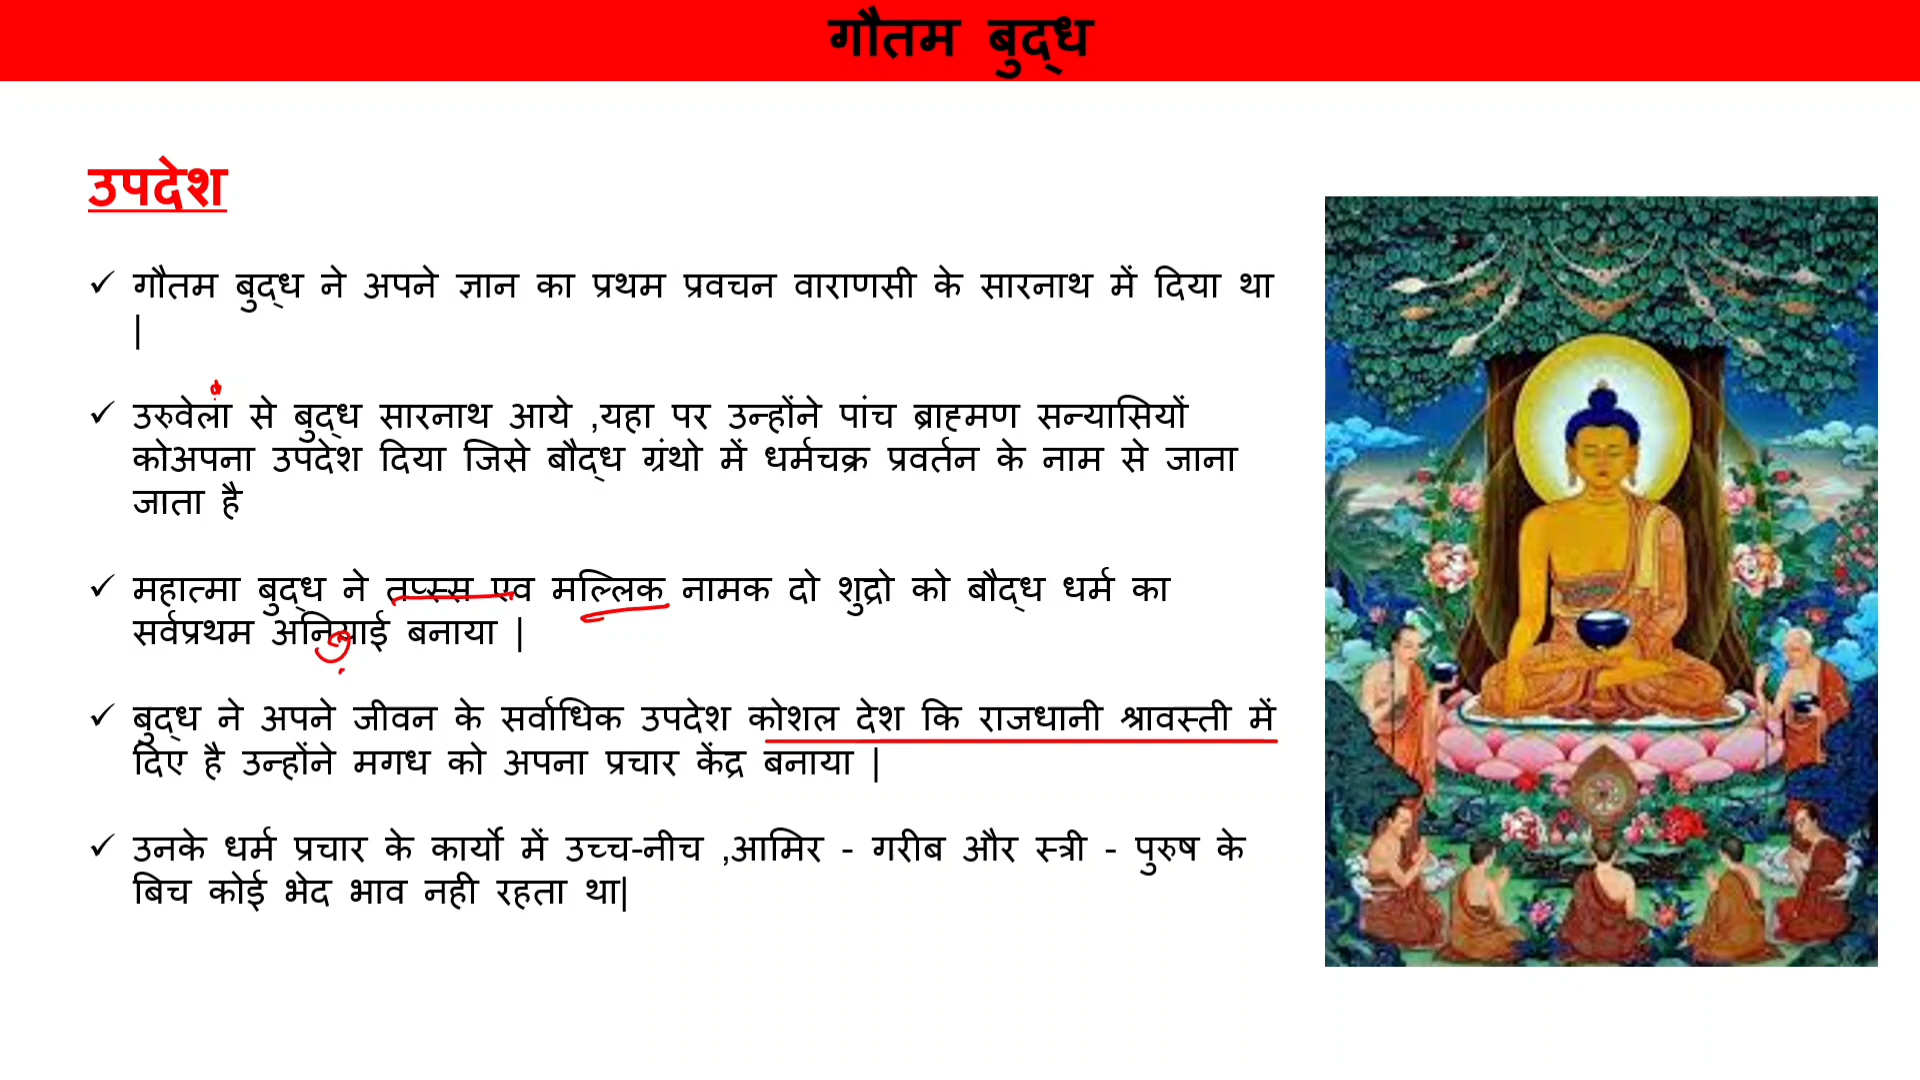 गौतम बुद्ध
उपदेश
✓ गौतम बुद्ध ने अपने ज्ञान का प्रथम प्रवचन वाराणसी के सारनाथ में दिया था
|
✓ उरुवेला से बुद्ध सारनाथ आये ,यहा पर उन्होंने पांच ब्राह्मण सन्यासियों
कोअपना उपदेश दिया जिसे बौद्ध ग्रंथो में धर्मचक्र प्रवर्तन के नाम से जाना
जाता है
✓ महात्मा बुद्ध ने तप्स्स एव मल्लिक नामक दो शुद्रो को बौद्ध धर्म का
सर्वप्रथम अनियाई बनाया |
✓ बुद्ध ने अपने जीवन के सर्वाधिक उपदेश कोशल देश कि राजधानी श्रावस्ती में
दिए है उन्होंने मगध को अपना प्रचार केंद्र बनाया |
✓ उनके धर्म प्रचार के कार्यो में उच्च-नीच ,आमिर - गरीब और स्त्री - पुरुष के
बिच कोई भेद भाव नही रहता था|